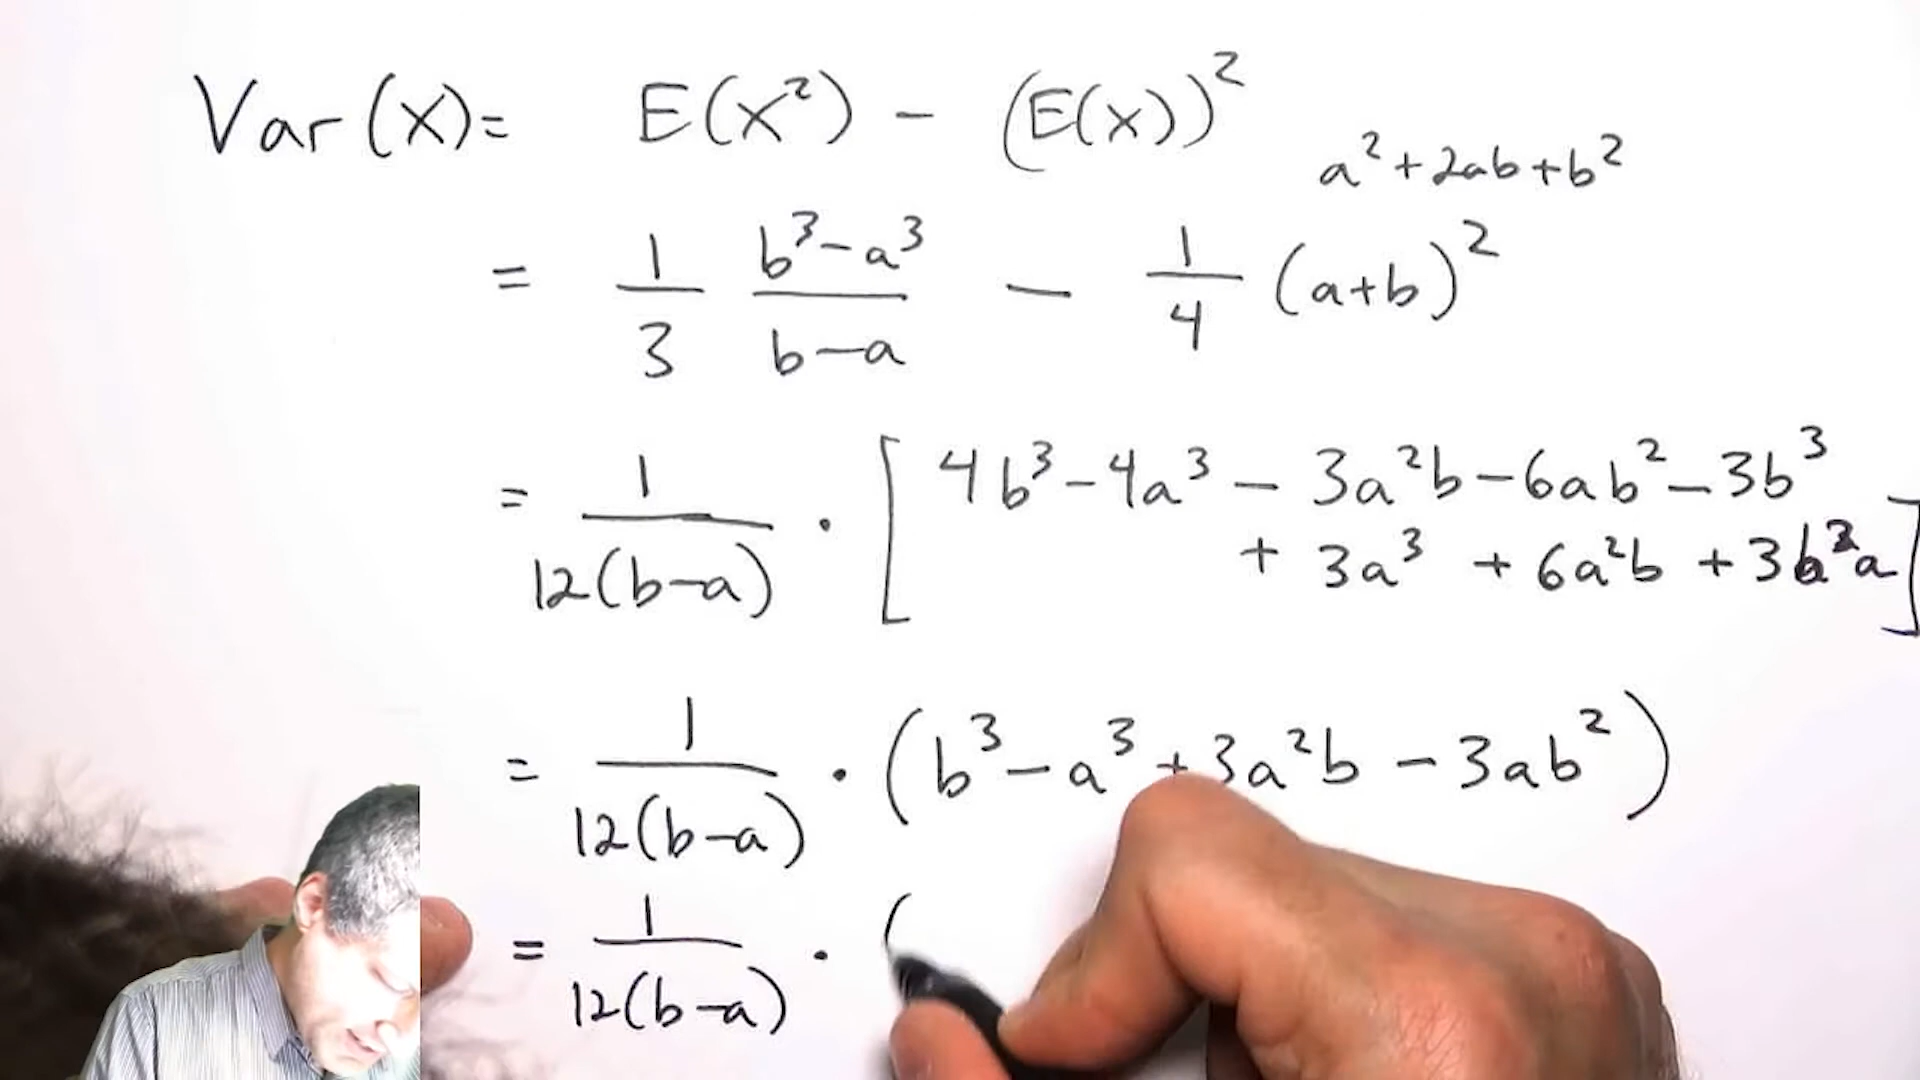 Var(X) = E(X²) - (E(X))²
a² + 2ab + b²
= 1/3 (b³-a³)/(b-a) - 1/4 (a+b)²
= 1/(12(b-a)) · [4b³ - 4a³ - 3a²b - 6ab² - 3b³
+ 3a³ + 6a²b + 3b²a]
= 1/(12(b-a)) · (b³ - a³ + 3a²b - 3ab²)
= 1/(12(b-a)) · (